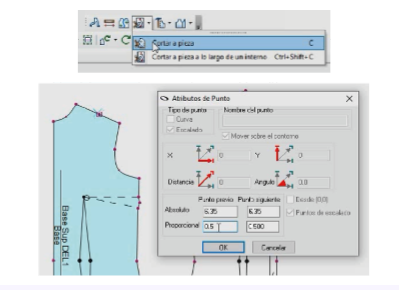 Cortar a pieza C
Cortar a pieza a lo largo de un interno Ctrl+Shift+C
Atributos de Punto
Tipo de punto Nombre del punto
Curva
Escalado
Mover sobre el contorno
X 0 Y 0
Distancia 0 Angulo 0.0
Punto previo Punto siguiente Desde (0,0)
Absoluto 6.35 6.35 Puntos de escalado
Proporcional 0.5 0.500
OK Cancelar
Base Sup DEL1
Base